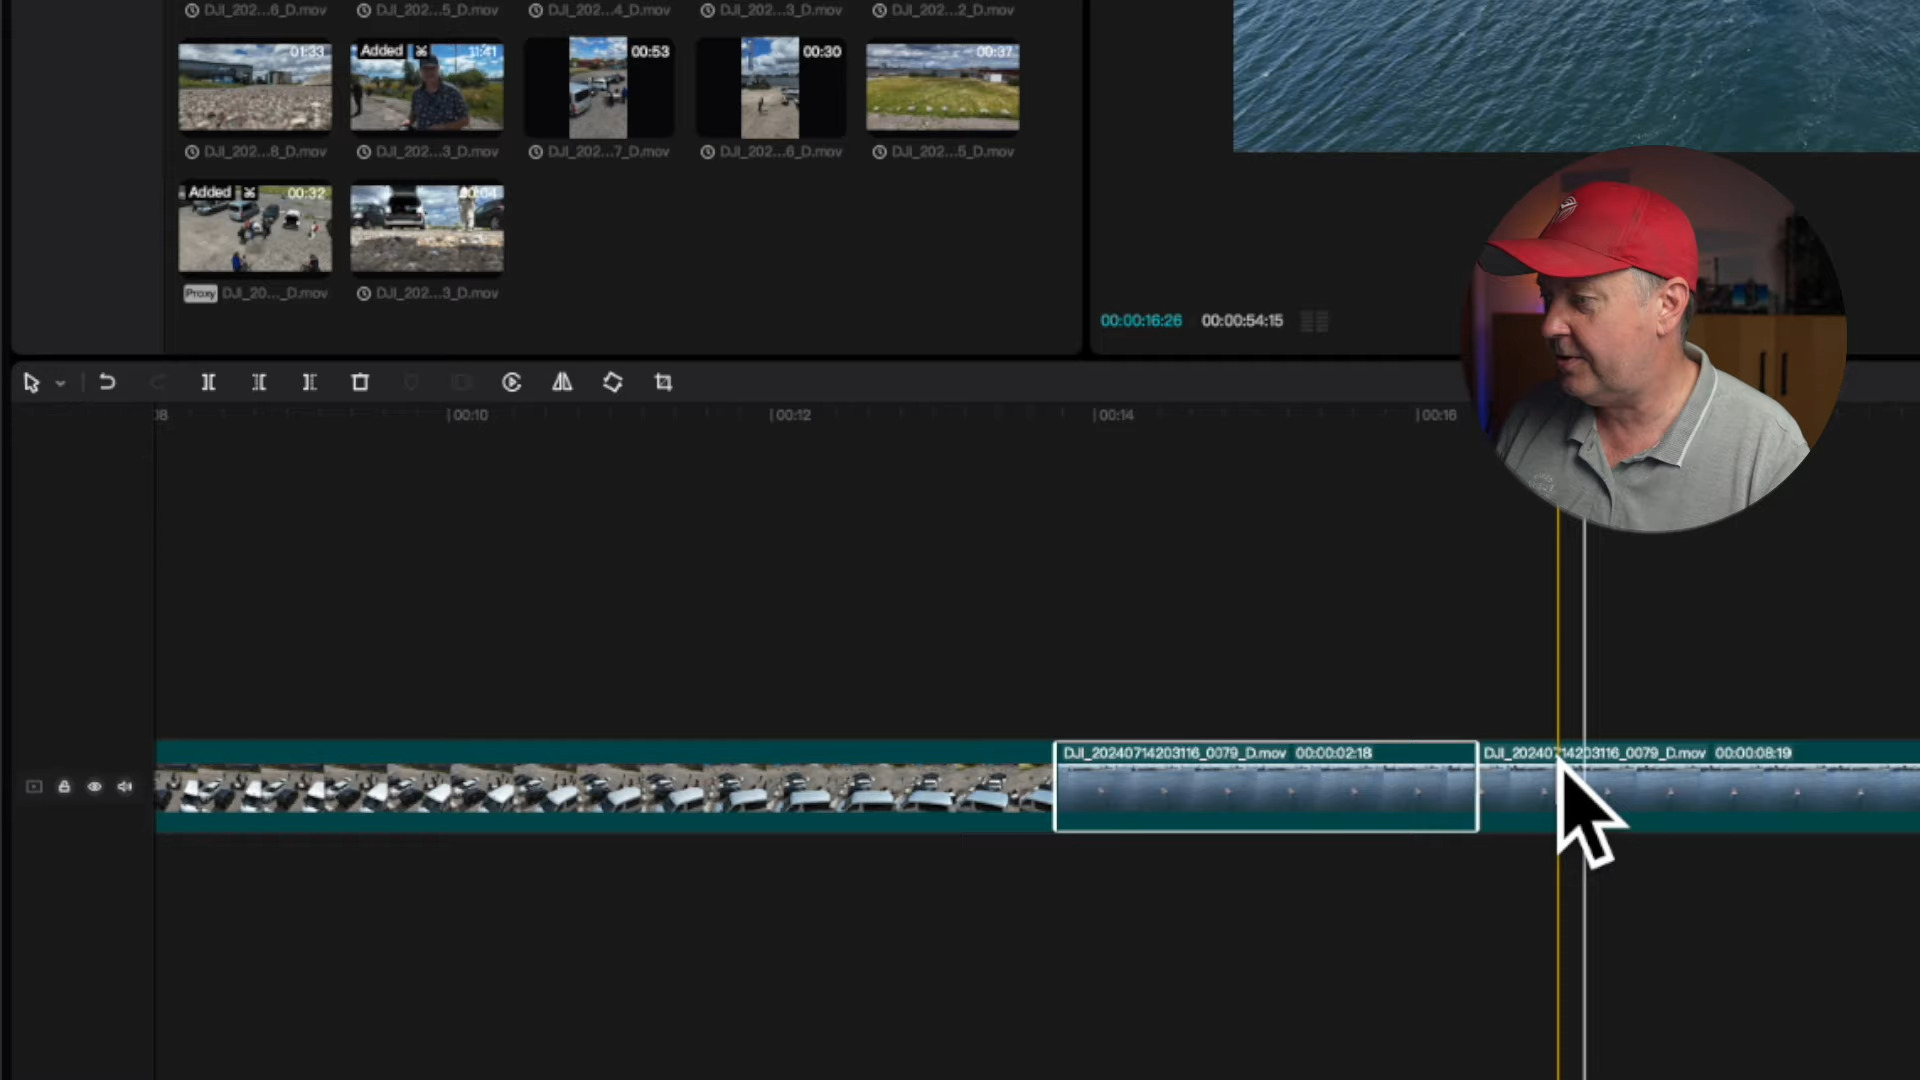 DJI_202...6_D.mov
DJI_202...5_D.mov
DJI_202...4_D.mov
DJI_202...3_D.mov
DJI_202...2_D.mov
01:33
Added
11:41
00:53
00:30
00:37
DJI_202...8_D.mov
DJI_202...3_D.mov
DJI_202...7_D.mov
DJI_202...6_D.mov
DJI_202...5_D.mov
Added
00:32
00:04
Proxy
DJI_20..._D.mov
DJI_202...3_D.mov
00:00:16:26
00:00:54:15
08
00:10
00:12
00:14
00:16
DJI_20240714203116_0079_D.mov 00:00:02:18
DJI_20240714203116_0079_D.mov 00:00:08:19